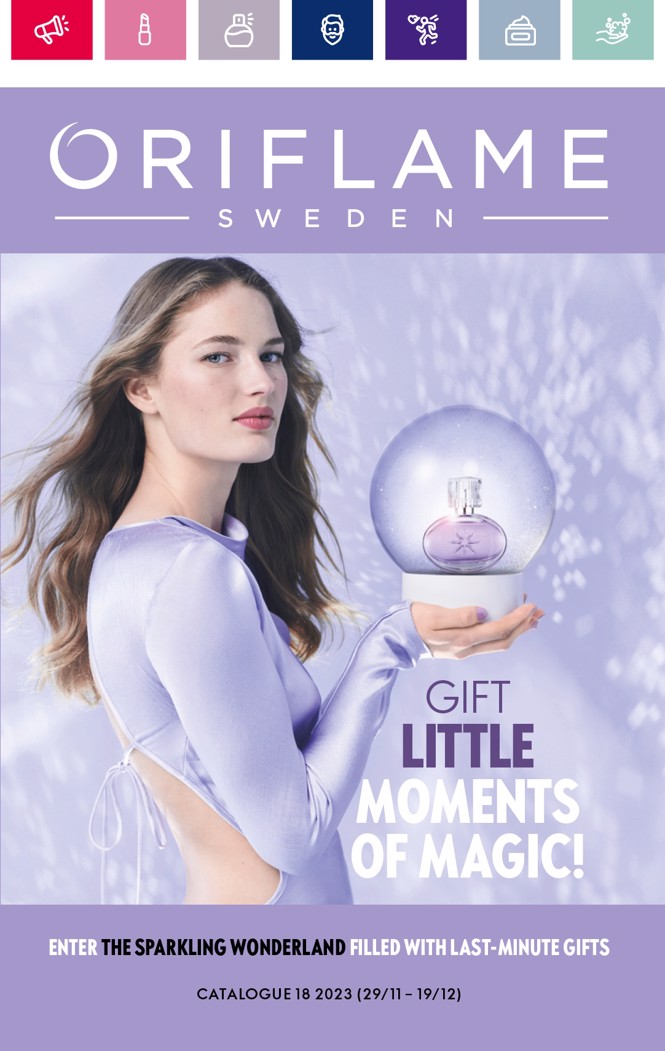 ORIFLAME
SWEDEN
GIFT
LITTLE
MOMENTS
OF MAGIC!
ENTER THE SPARKLING WONDERLAND FILLED WITH LAST-MINUTE GIFTS
CATALOGUE 18 2023 (29/11 – 19/12)